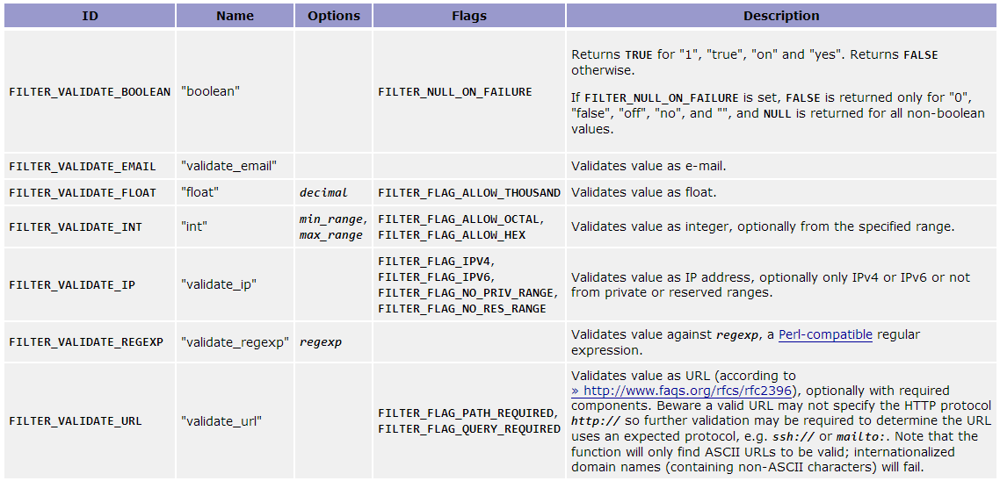 ID Name Options Flags Description
FILTER_VALIDATE_BOOLEAN "boolean" FILTER_NULL_ON_FAILURE
Returns TRUE for "1", "true", "on" and "yes". Returns FALSE
otherwise.
If FILTER_NULL_ON_FAILURE is set, FALSE is returned only for "0",
"false", "off", "no", and "", and NULL is returned for all non-boolean
values.
FILTER_VALIDATE_EMAIL "validate_email" Validates value as e-mail.
FILTER_VALIDATE_FLOAT "float" decimal FILTER_FLAG_ALLOW_THOUSAND Validates value as float.
FILTER_VALIDATE_INT "int"
min_range,
max_range
FILTER_FLAG_ALLOW_OCTAL,
FILTER_FLAG_ALLOW_HEX
Validates value as integer, optionally from the specified range.
FILTER_VALIDATE_IP "validate_ip"
FILTER_FLAG_IPV4,
FILTER_FLAG_IPV6,
FILTER_FLAG_NO_PRIV_RANGE,
FILTER_FLAG_NO_RES_RANGE
Validates value as IP address, optionally only IPv4 or IPv6 or not
from private or reserved ranges.
FILTER_VALIDATE_REGEXP "validate_regexp" regexp
Validates value against regexp, a Perl-compatible regular
expression.
FILTER_VALIDATE_URL "validate_url"
FILTER_FLAG_PATH_REQUIRED,
FILTER_FLAG_QUERY_REQUIRED
Validates value as URL (according to
» http://www.faqs.org/rfcs/rfc2396), optionally with required
components. Beware a valid URL may not specify the HTTP protocol
http:// so further validation may be required to determine the URL
uses an expected protocol, e.g. ssh:// or mailto:. Note that the
function will only find ASCII URLs to be valid; internationalized
domain names (containing non-ASCII characters) will fail.